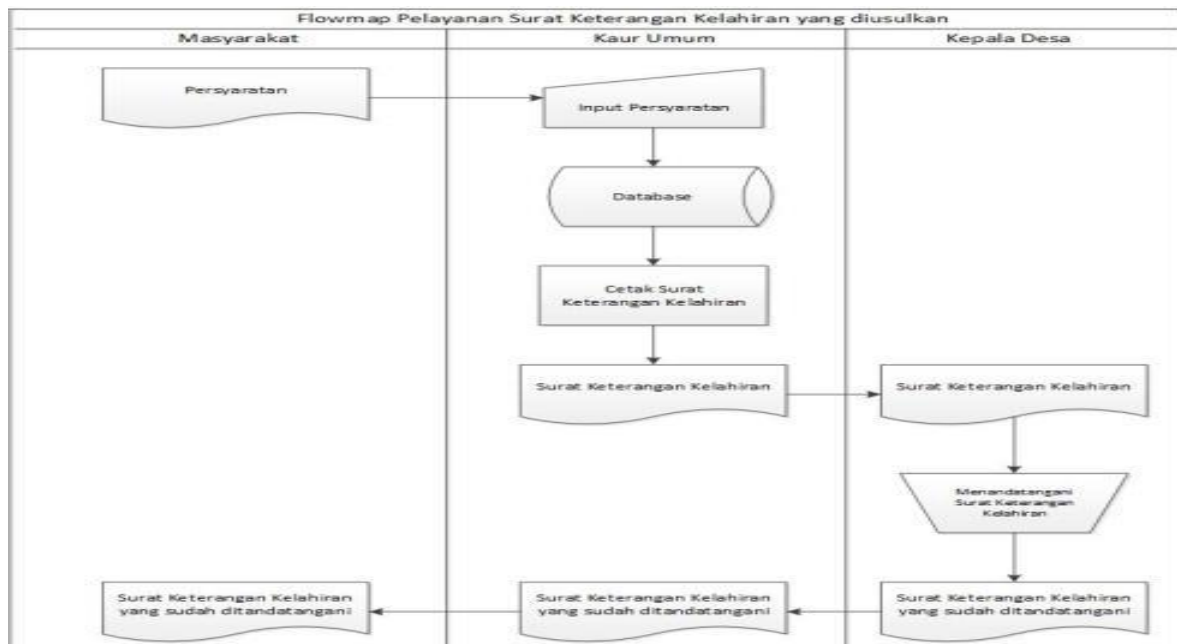 Flowmap Pelayanan Surat Keterangan Kelahiran yang diusulkan
Masyarakat
Kaur Umum
Kepala Desa
Persyaratan
Input Persyaratan
Database
Cetak Surat
Keterangan Kelahiran
Surat Keterangan Kelahiran
Surat Keterangan Kelahiran
Menandatangani
Surat Keterangan
Kelahiran
Surat Keterangan Kelahiran
yang sudah ditandatangani
Surat Keterangan Kelahiran
yang sudah ditandatangani
Surat Keterangan Kelahiran
yang sudah ditandatangani